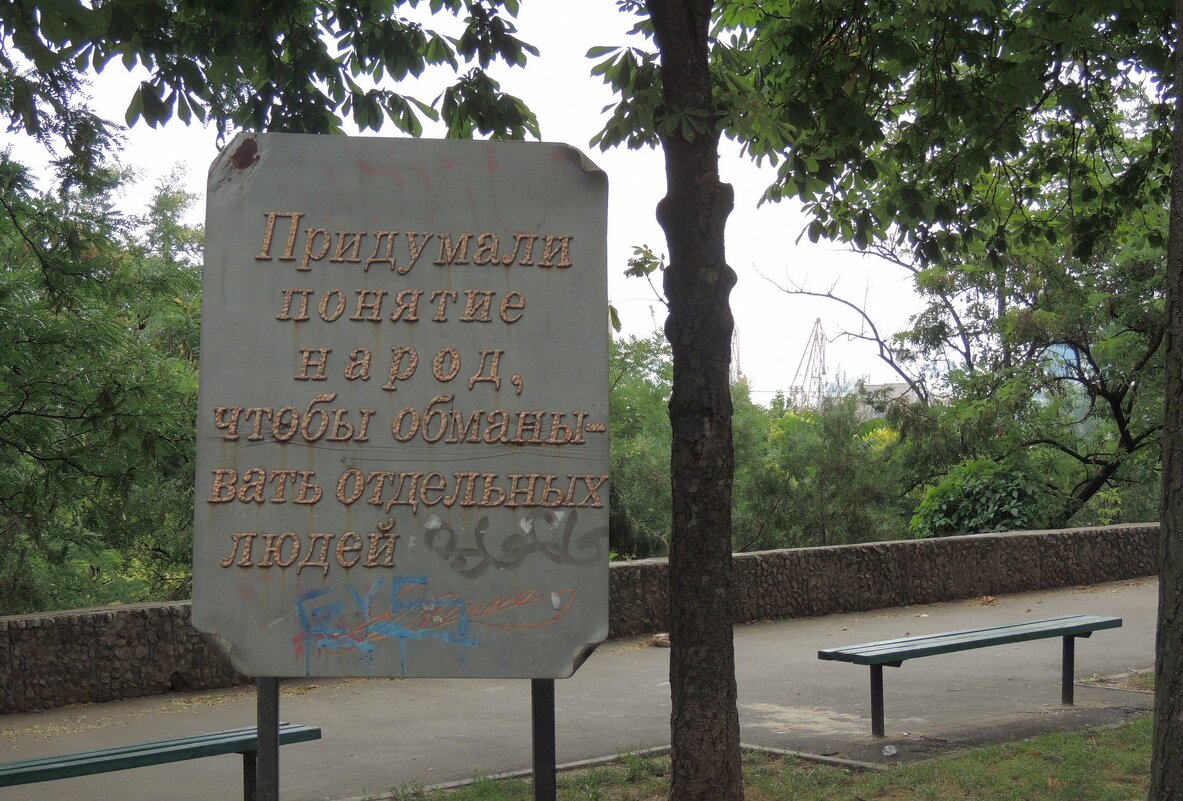 Придумали
понятие
народ,
чтобы обманы-
вать отдельных
людей